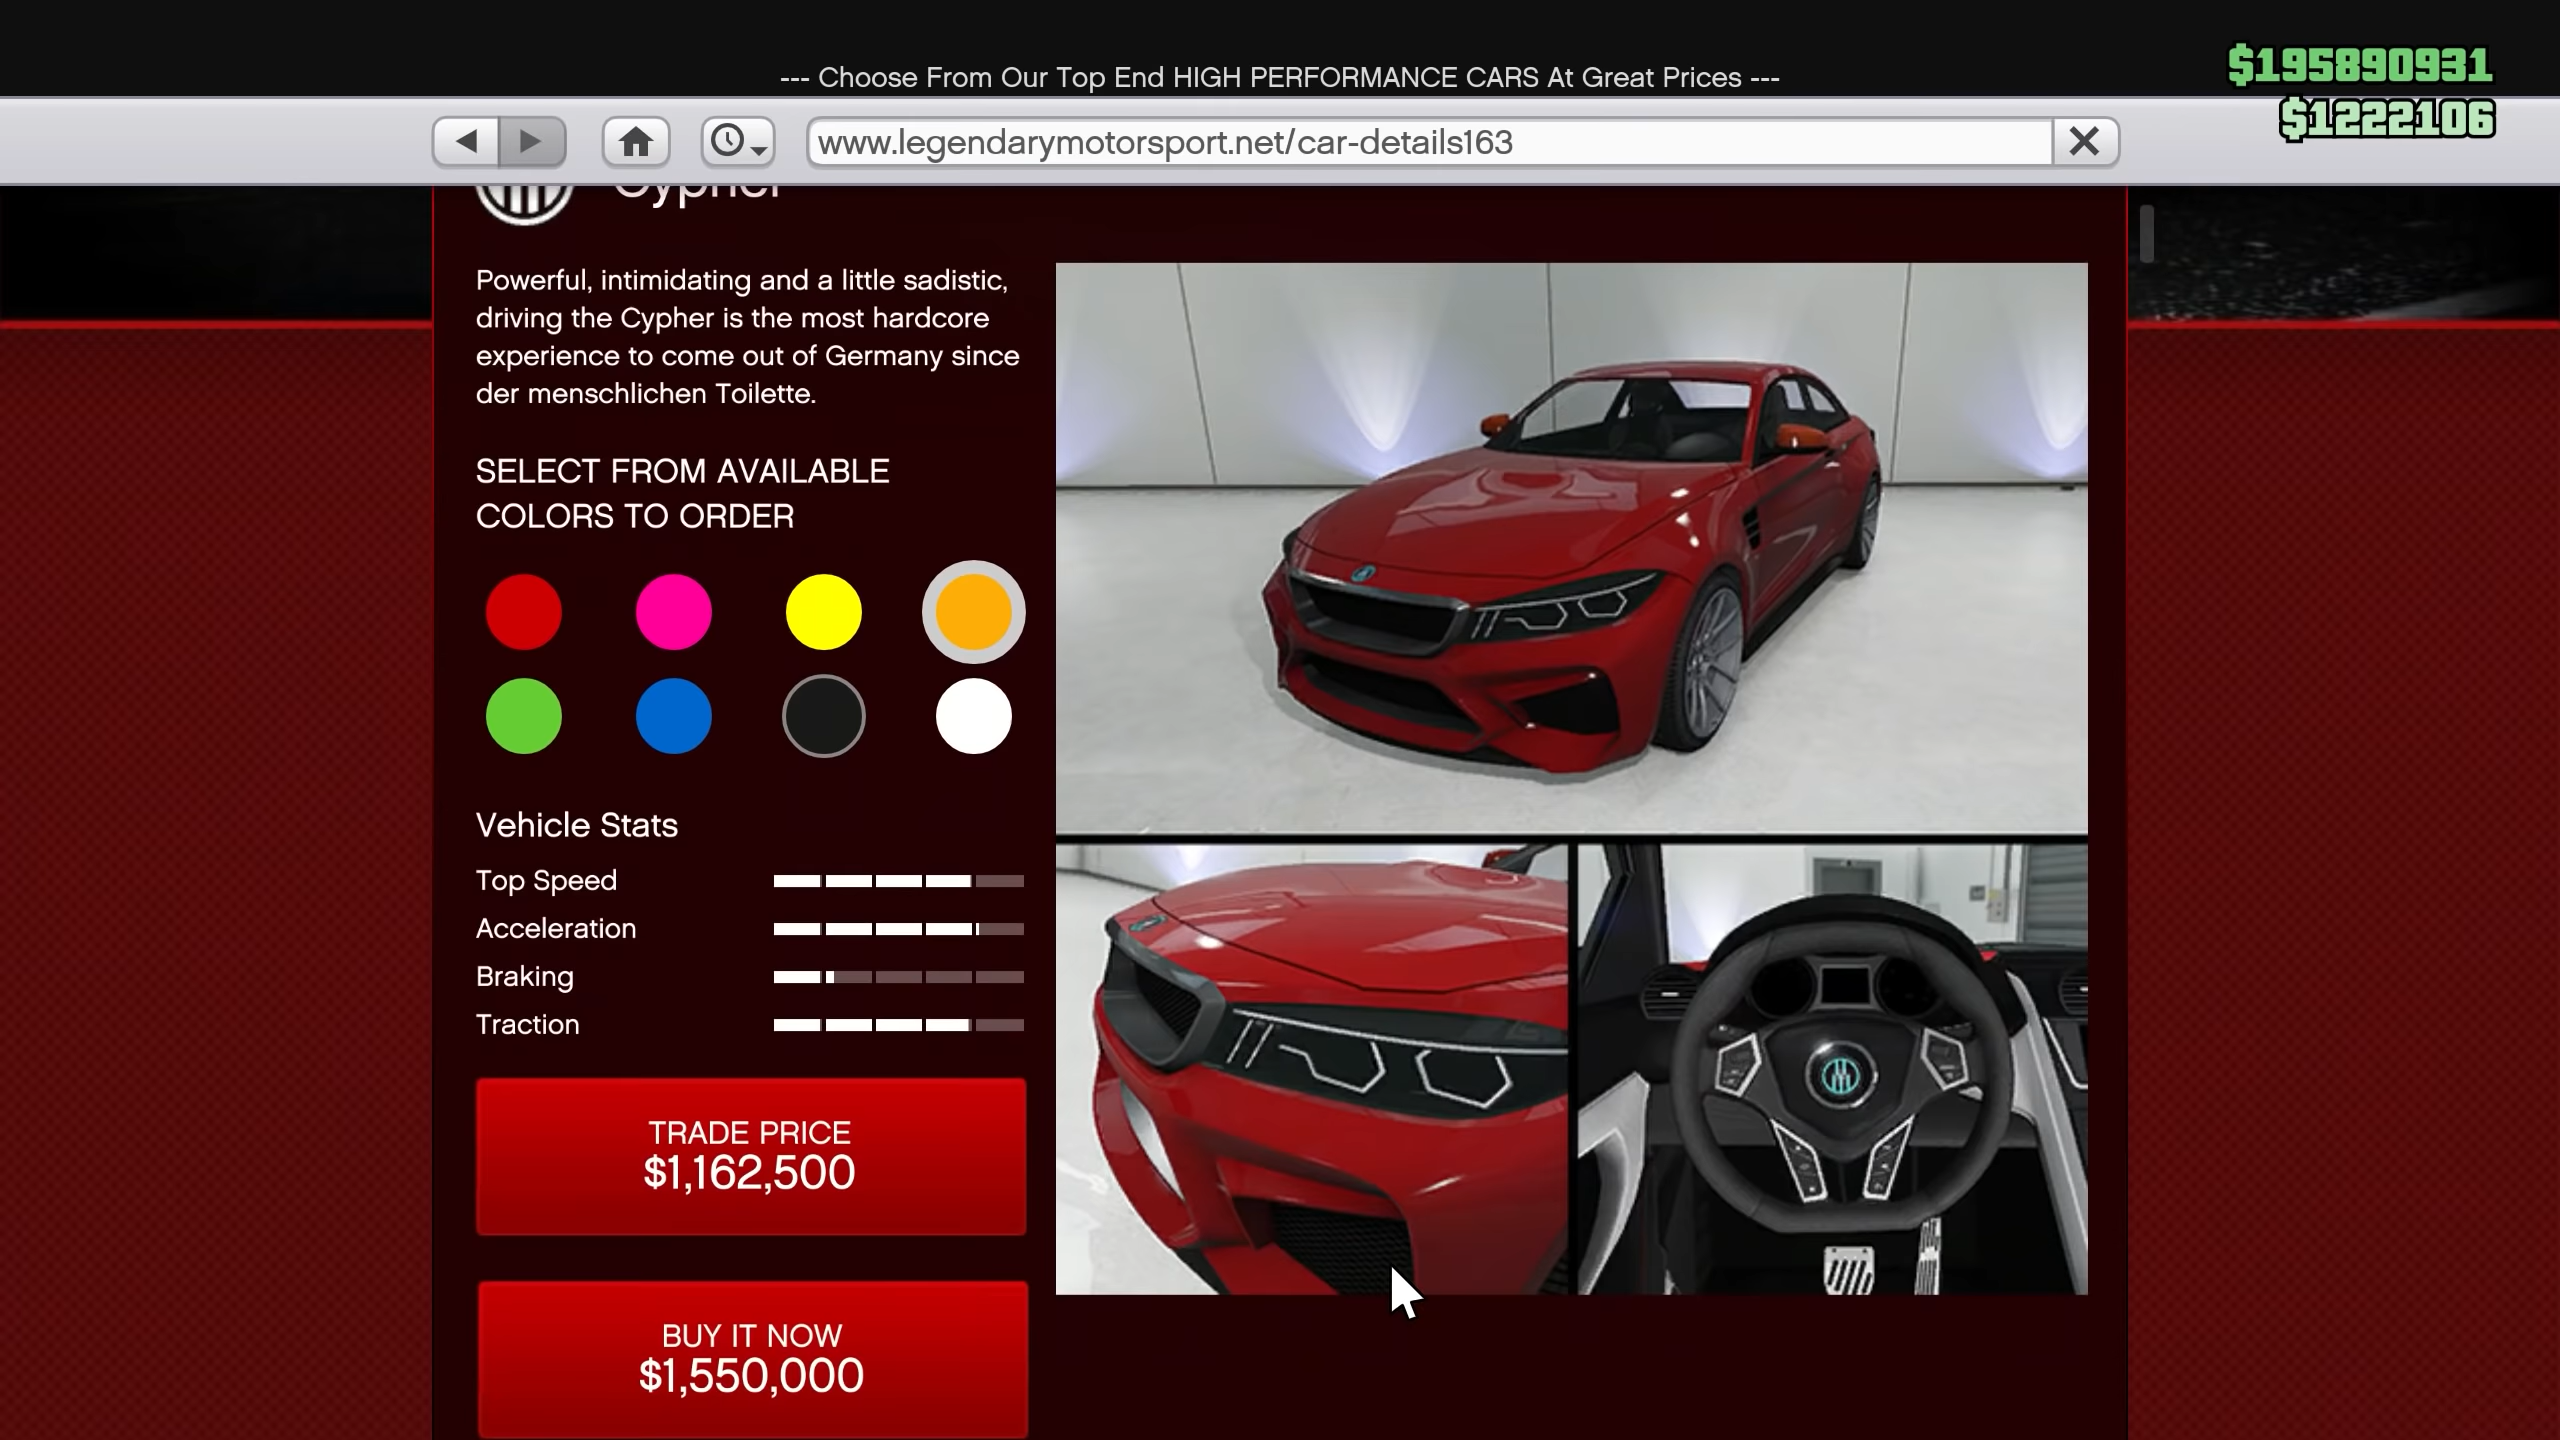 --- Choose From Our Top End HIGH PERFORMANCE CARS At Great Prices ---
$195890931
$1222106
www.legendarymotorsport.net/car-details163
Cypher
Powerful, intimidating and a little sadistic,
driving the Cypher is the most hardcore
experience to come out of Germany since
der menschlichen Toilette.
SELECT FROM AVAILABLE
COLORS TO ORDER
Vehicle Stats
Top Speed
Acceleration
Braking
Traction
TRADE PRICE
$1,162,500
BUY IT NOW
$1,550,000